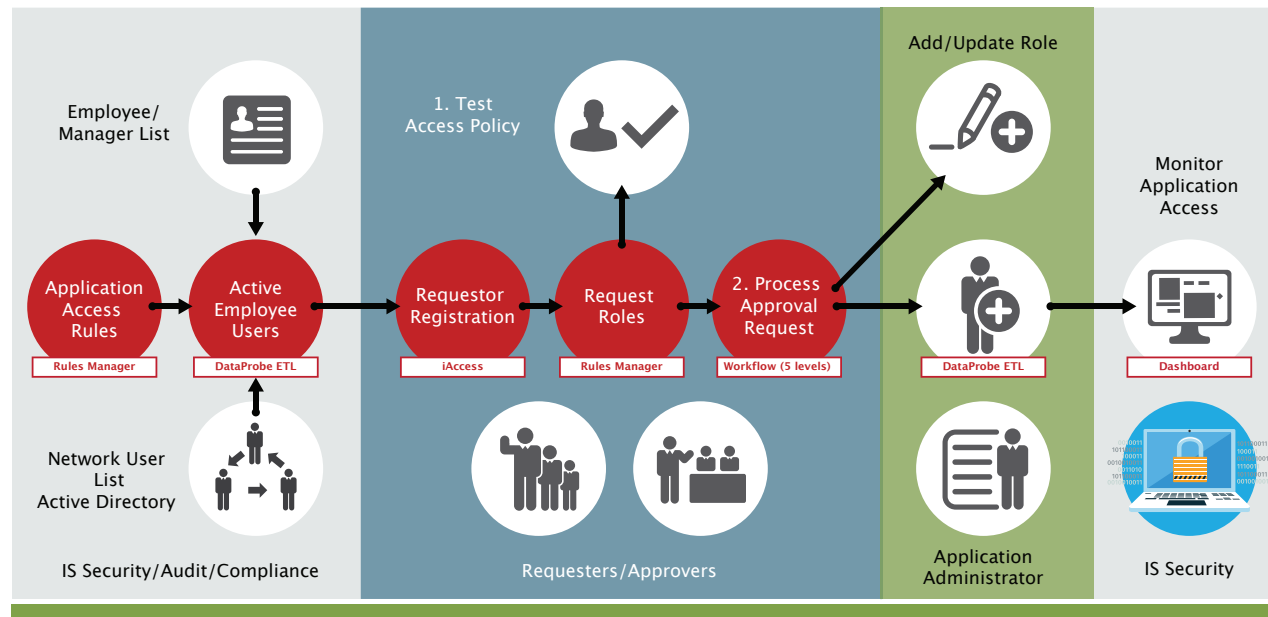 Employee/
Manager List
Application
Access
Rules
Rules Manager
Active
Employee
Users
DataProbe ETL
Network User
List
Active Directory
IS Security/Audit/Compliance
1. Test
Access Policy
Requestor
Registration
iAccess
Request
Roles
Rules Manager
2. Process
Approval
Request
Workflow (5 levels)
Requesters/Approvers
Add/Update Role
DataProbe ETL
Application
Administrator
Monitor
Application
Access
Dashboard
IS Security